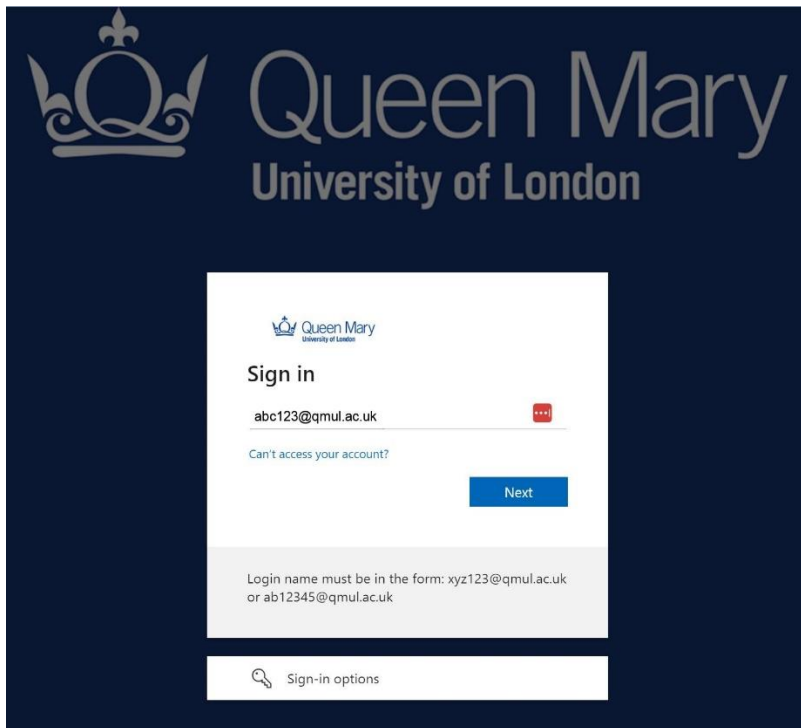 Queen Mary
University of London
Queen Mary
University of London
Sign in
abc123@qmul.ac.uk
Can't access your account?
Next
Login name must be in the form: xyz123@qmul.ac.uk
or ab12345@qmul.ac.uk
Sign-in options